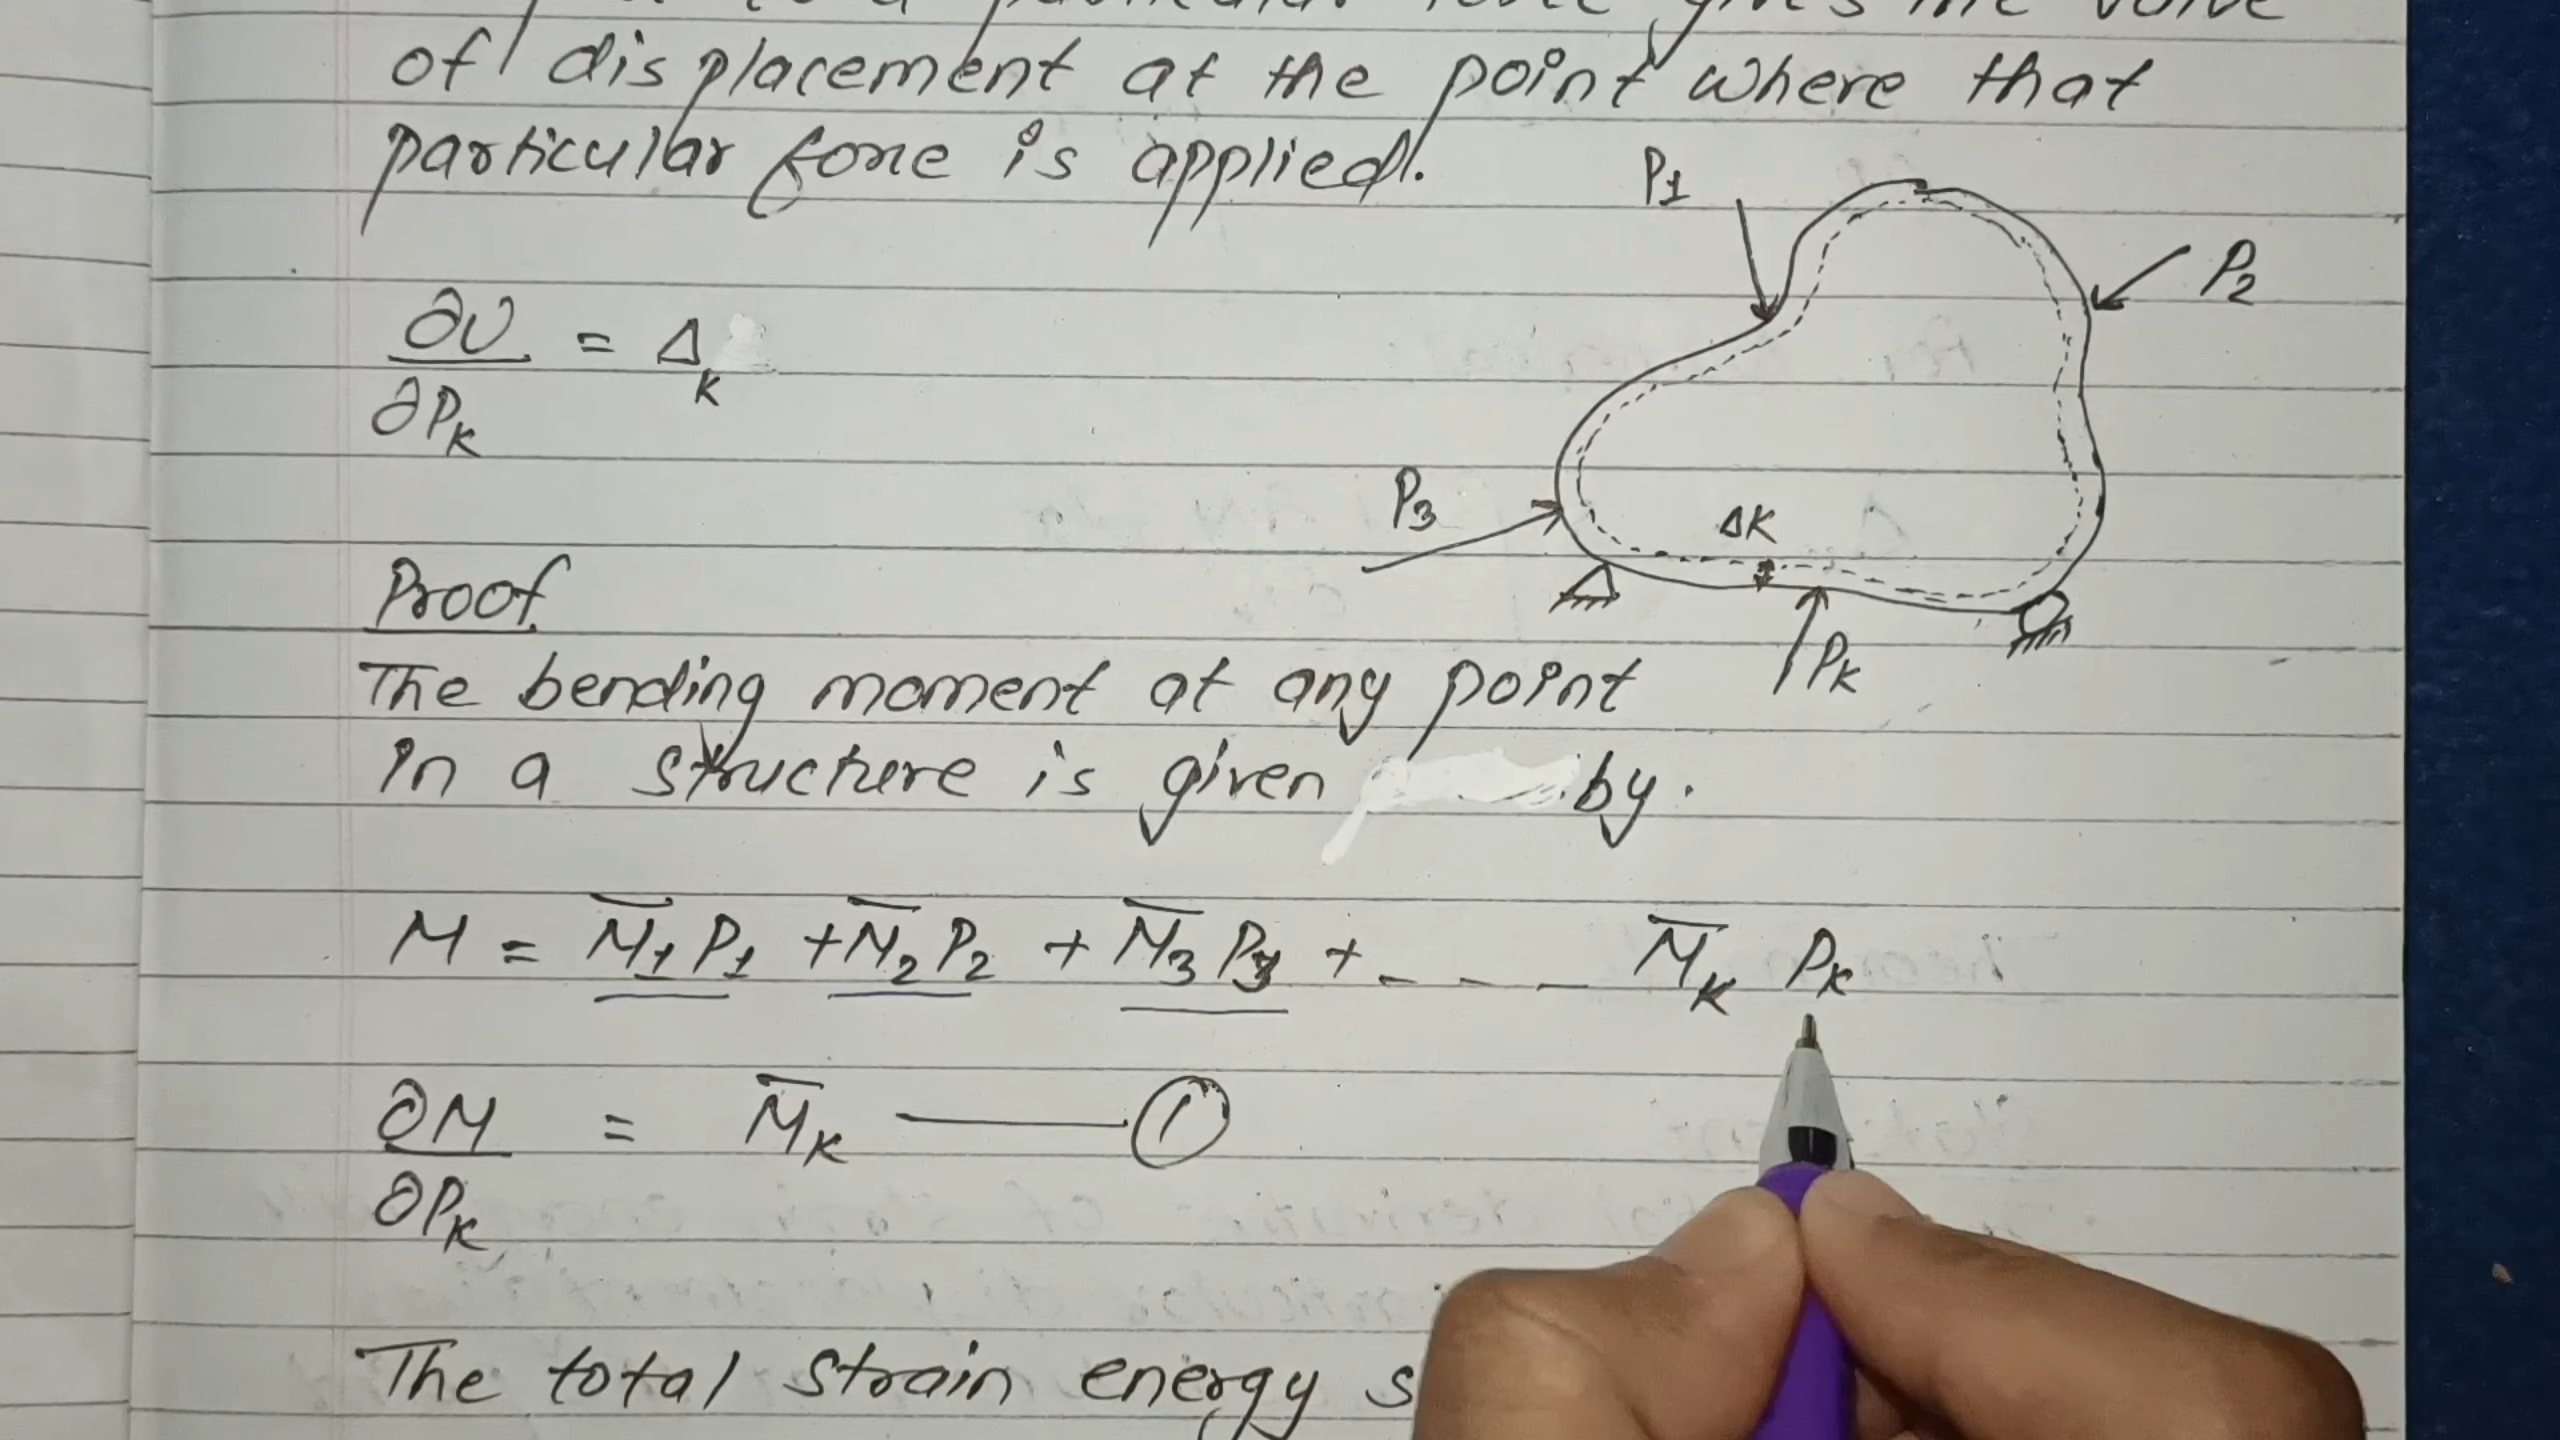 of displacement at the point where that
particular force is applied.
P1
P2
∂U = ΔK
∂PK
P3
ΔK
Proof
PK
The bending moment at any point
in a structure is given by.
M = M̅1 P1 + M̅2 P2 + M̅3 P3 + - - - M̅K PK
∂M = M̅K —— ①
∂PK
The total strain energy s